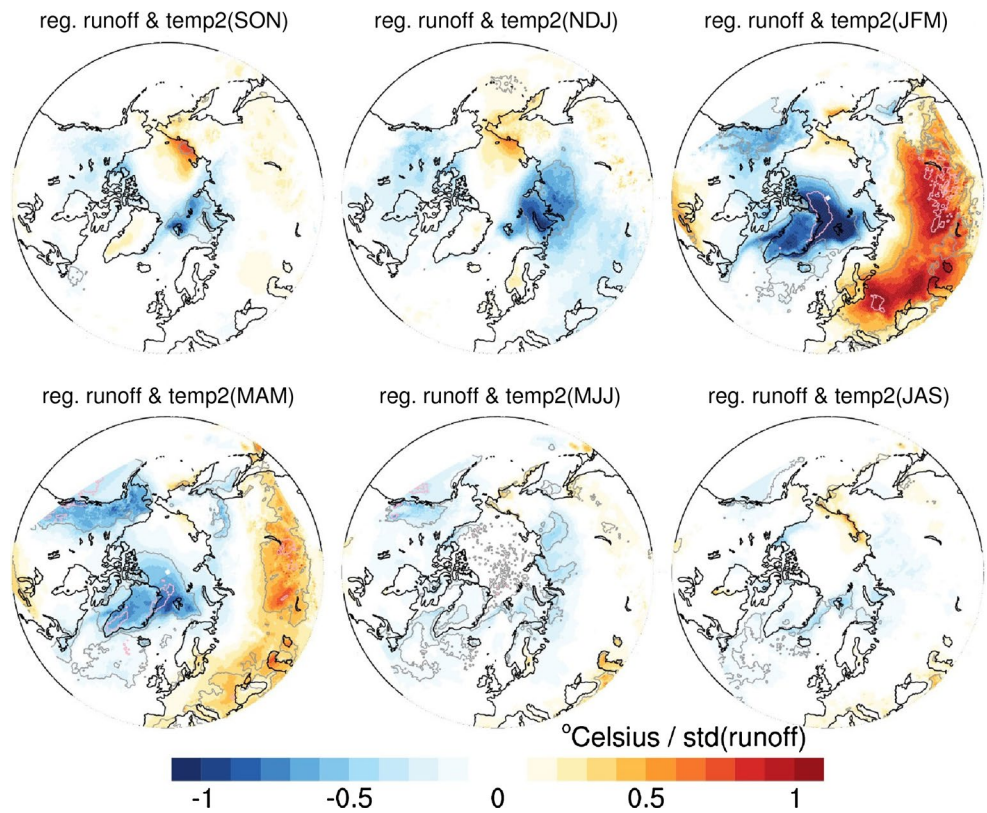 reg. runoff & temp2(SON)
reg. runoff & temp2(NDJ)
reg. runoff & temp2(JFM)
reg. runoff & temp2(MAM)
reg. runoff & temp2(MJJ)
reg. runoff & temp2(JAS)
°Celsius / std(runoff)
-1 -0.5 0 0.5 1